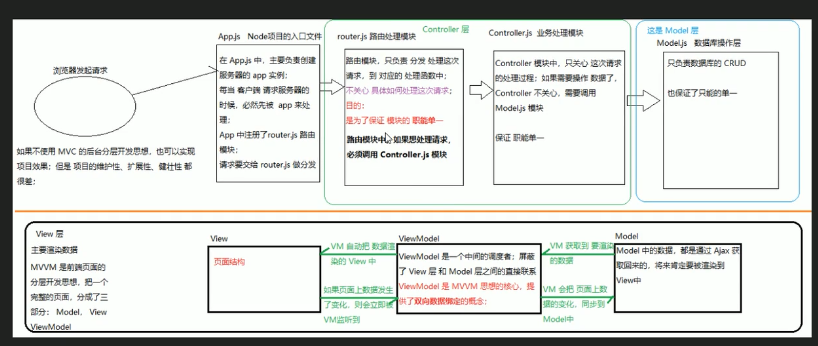 Controller 层
这是 Model 层
App.js Node项目的入口文件
router.js 路由处理模块
Controller.js 业务处理模块
Model.js 数据库操作层
浏览器发起请求
如果不使用 MVC 的后台分层开发思想，也可以实现
项目效果；但是 项目的维护性、扩展性、健壮性 都
很差；
在 App.js 中，主要负责创建
服务器的 app 实例；
每当 客户端 请求服务器的
时候，必然先被 app 来处
理；
App 中注册了router.js 路由
模块；
请求要交给 router.js 做分发
路由模块，只负责 分发 处理这次
请求，到 对应的 处理函数中；
不关心 具体如何处理这次请求；
目的：
是为了保证 模块的 职能单一
路由模块中，如果想处理请求，
必须调用 Controller.js 模块
Controller 模块中，只关心 这次请求
的处理过程；如果需要操作 数据了，
Controller 不关心，需要调用
Model.js 模块
保证 职能单一
只负责数据库的 CRUD
也保证了只能的单一
View 层
主要渲染数据
MVVM 是前端页面的
分层开发思想，把一个
完整的页面，分成了三
部分： Model， View
ViewModel
View
页面结构
VM 自动把 数据渲
染的 View 中
如果页面上数据发生
了变化，则会立即被
VM监听到
ViewModel
ViewModel 是一个中间的调度者；屏蔽
了 View 层 和 Model 层之间的直接联系
ViewModel 是 MVVM 思想的核心，提
供了双向数据绑定的概念；
VM 获取到 要渲染
的数据
VM 会把 页面上数
据的变化，同步到
Model中
Model
Model 中的数据，都是通过 Ajax 获
取回来的，将来肯定要被渲染到
View中